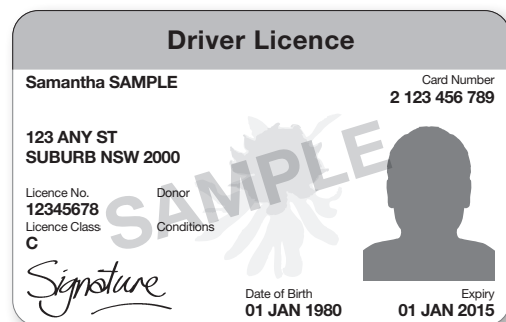 Driver Licence
Samantha SAMPLE
Card Number
2 123 456 789
123 ANY ST
SUBURB NSW 2000
SAMPLE
Licence No.
Donor
12345678
Licence Class
Conditions
C
Signature
Date of Birth
Expiry
01 JAN 1980
01 JAN 2015